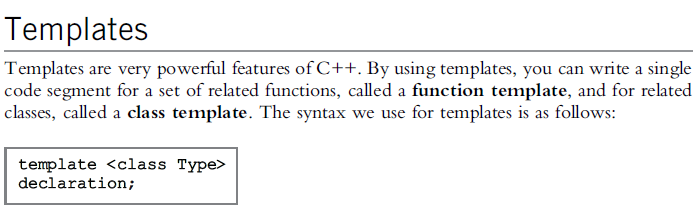 Templates
Templates are very powerful features of C++. By using templates, you can write a single
code segment for a set of related functions, called a function template, and for related
classes, called a class template. The syntax we use for templates is as follows:
template <class Type>
declaration;